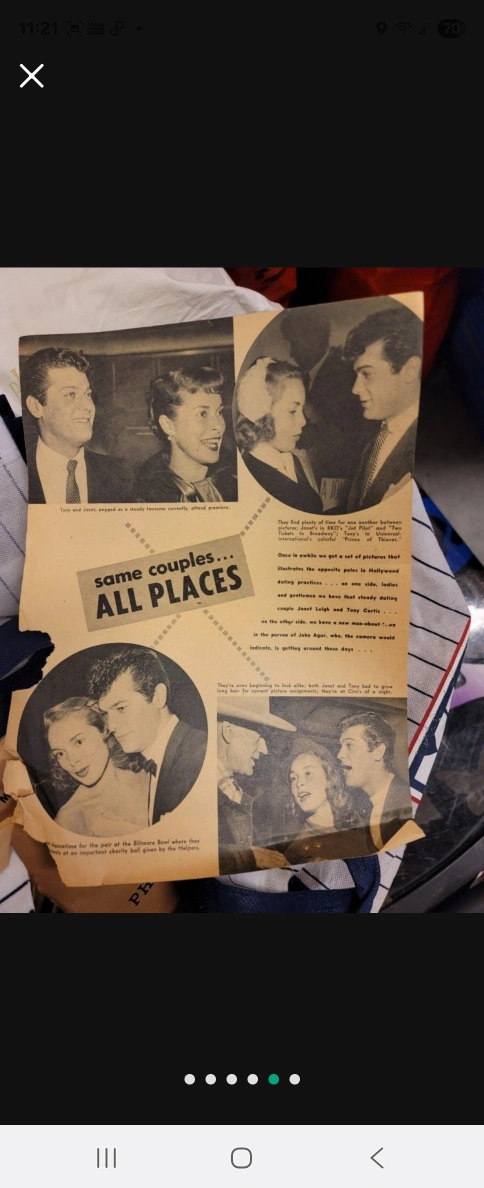 11:21
70
Tony and Janet, pegged as a steady twosome currently, attend premiere.
They find plenty of time for one another between
pictures: Janet's in RKO's "Jet Pilot" and "Two
Tickets to Broadway"; Tony's in Universal-
International's colorful "Prince of Thieves."
same couples...
ALL PLACES
Once in awhile we get a set of pictures that
illustrates the opposite poles in Hollywood
dating practices . . . on one side, ladies
and gentlemen we have that steady dating
couple Janet Leigh and Tony Curtis . . . .
on the other side, we have a new man-about-
in the person of John Agar, who, the camera would
indicate, is getting around these days . . .
They're even beginning to look alike; both Janet and Tony had to grow
long hair for current picture assignments; they're at Ciro's of a night.
for the pair at the Biltmore Bowl where they
at an important charity ball given by the Helpers.
PH